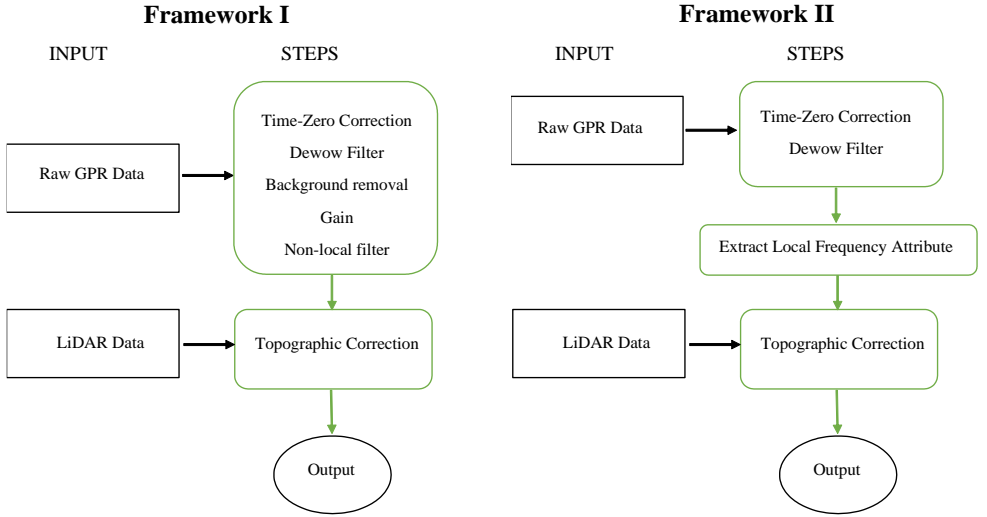 Framework I
INPUT
STEPS
Time-Zero Correction
Dewow Filter
Background removal
Gain
Non-local filter
Raw GPR Data
LiDAR Data
Topographic Correction
Output
Framework II
INPUT
STEPS
Raw GPR Data
Time-Zero Correction
Dewow Filter
Extract Local Frequency Attribute
LiDAR Data
Topographic Correction
Output